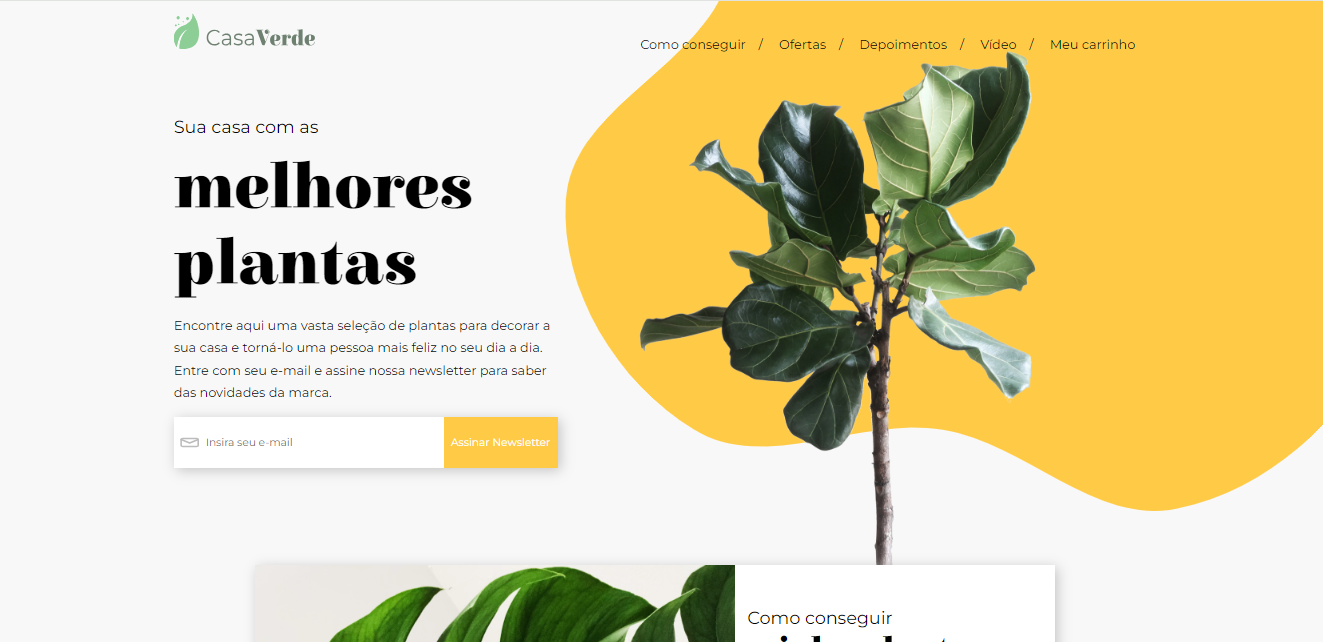 CasaVerde
Como conseguir / Ofertas / Depoimentos / Vídeo / Meu carrinho
Sua casa com as
melhores
plantas
Encontre aqui uma vasta seleção de plantas para decorar a
sua casa e torná-lo uma pessoa mais feliz no seu dia a dia.
Entre com seu e-mail e assine nossa newsletter para saber
das novidades da marca.
Insira seu e-mail
Assinar Newsletter
Como conseguir